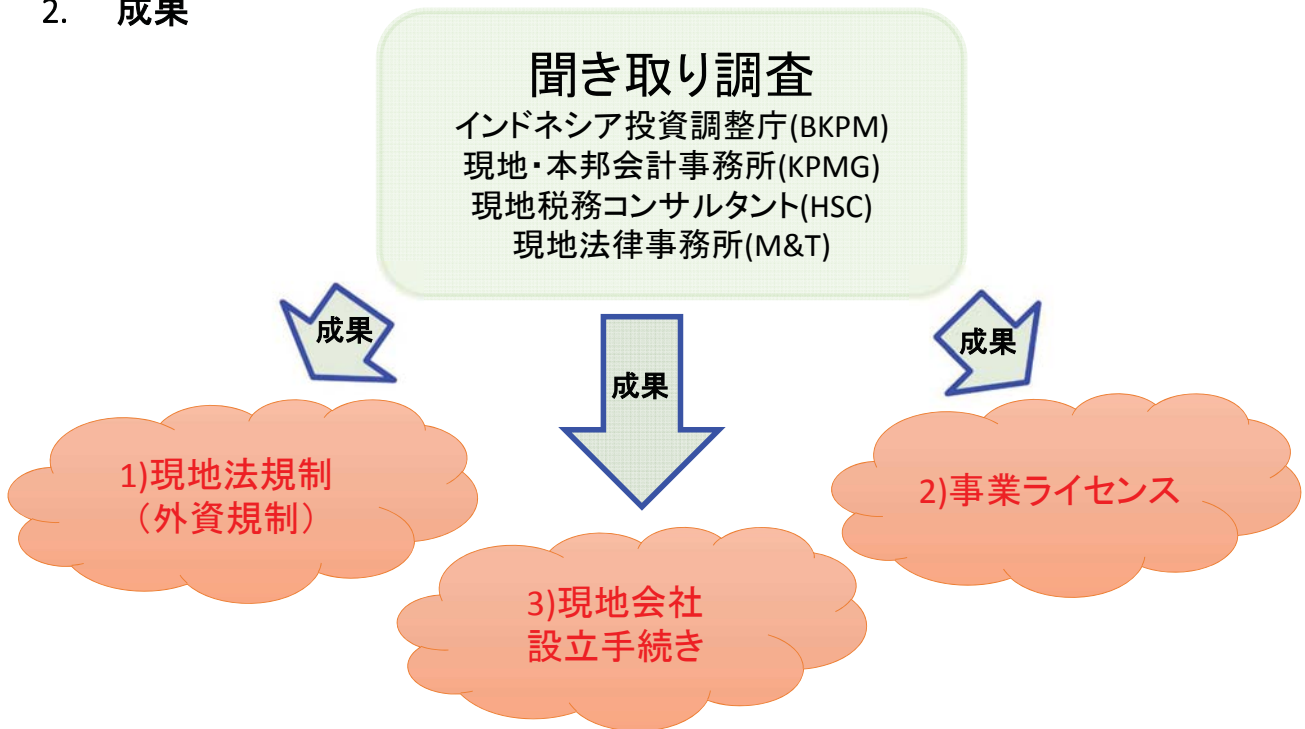 2. 成果
聞き取り調査
インドネシア投資調整庁(BKPM)
現地・本邦会計事務所(KPMG)
現地税務コンサルタント(HSC)
現地法律事務所(M&T)
成果
成果
成果
1)現地法規制
（外資規制）
2)事業ライセンス
3)現地会社
設立手続き